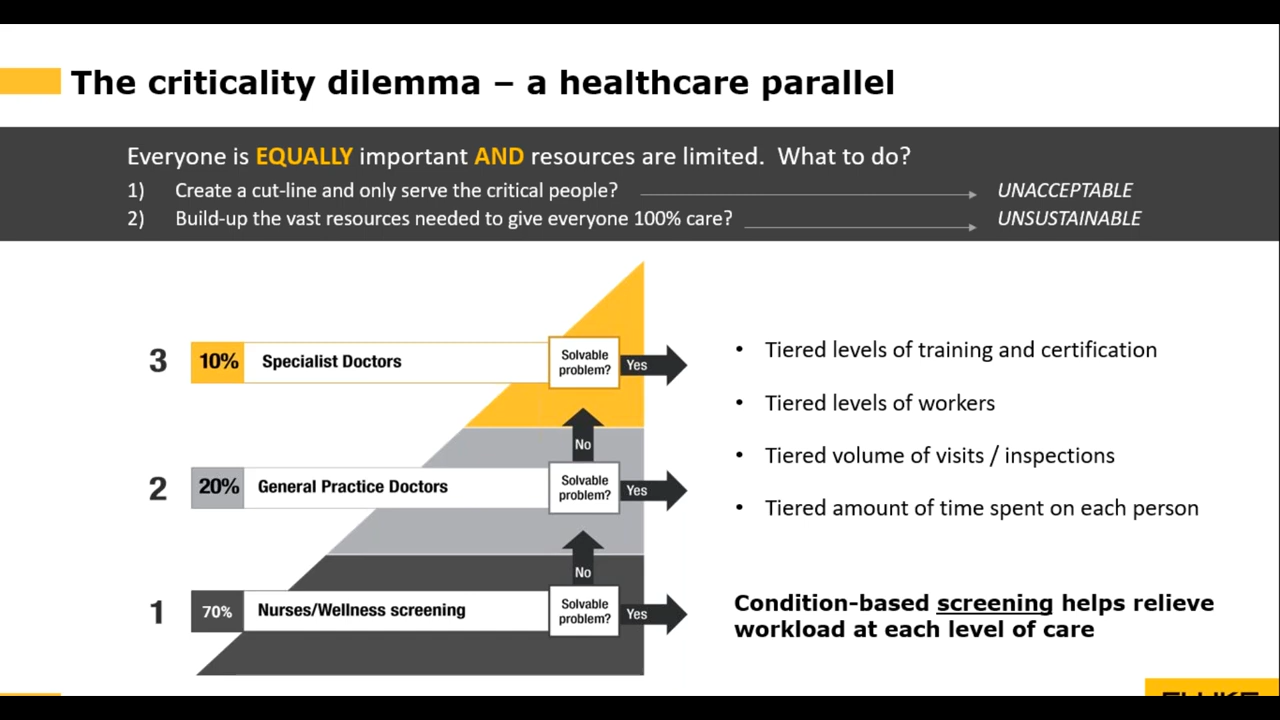 The criticality dilemma – a healthcare parallel
Everyone is EQUALLY important AND resources are limited.  What to do?
1) Create a cut-line and only serve the critical people? UNACCEPTABLE
2) Build-up the vast resources needed to give everyone 100% care? UNSUSTAINABLE
3 10% Specialist Doctors
Solvable
problem?
Yes
No
2 20% General Practice Doctors
Solvable
problem?
Yes
No
1 70% Nurses/Wellness screening
Solvable
problem?
Yes
• Tiered levels of training and certification
• Tiered levels of workers
• Tiered volume of visits / inspections
• Tiered amount of time spent on each person
Condition-based screening helps relieve
workload at each level of care